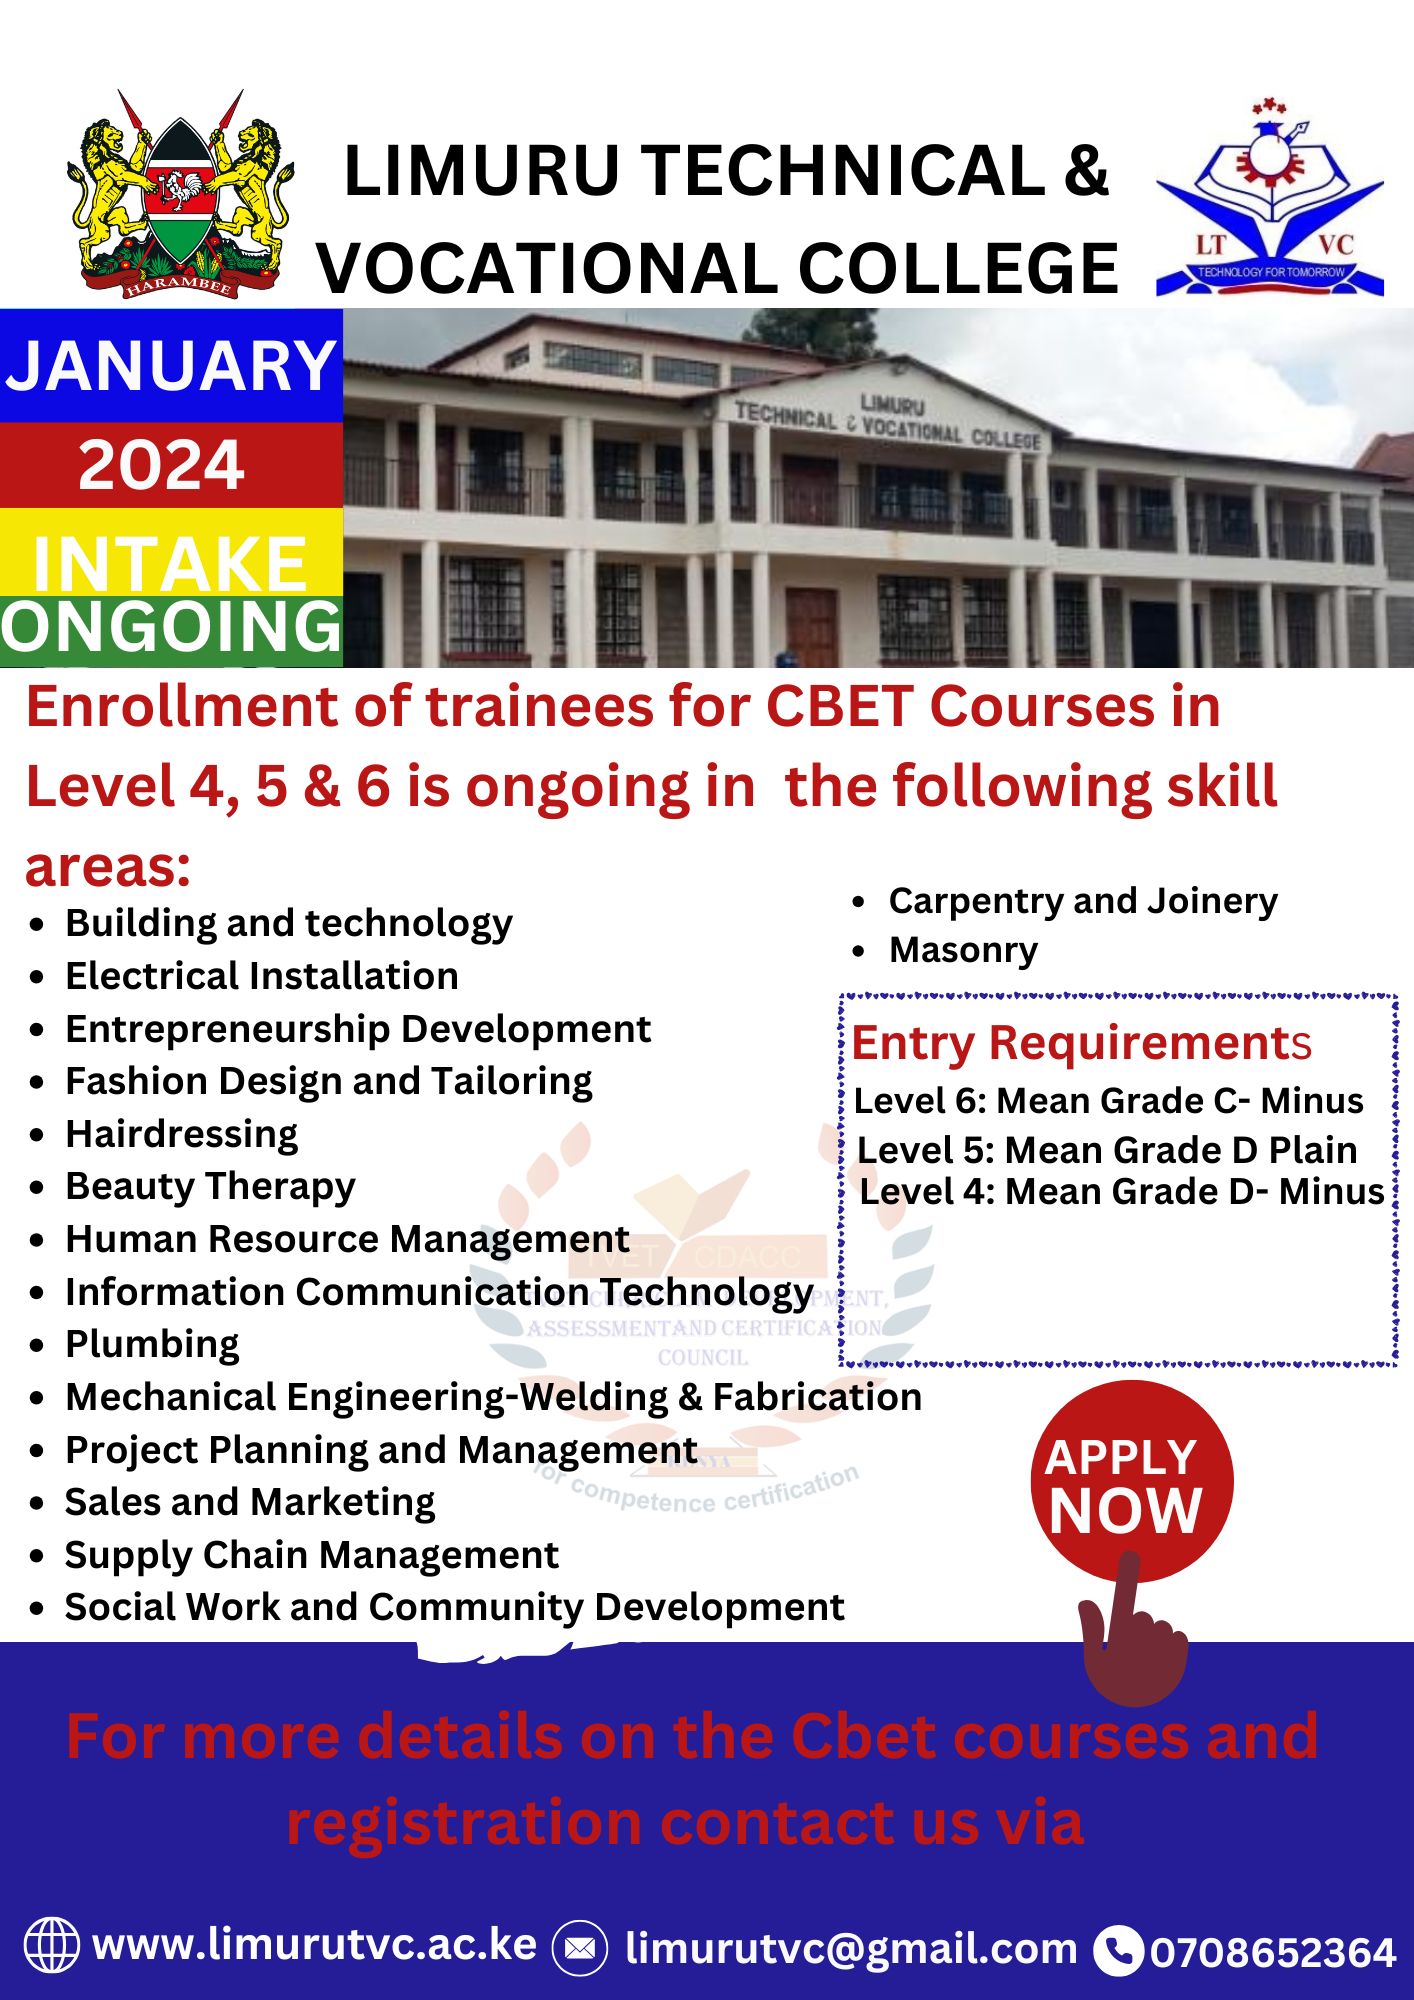 LIMURU TECHNICAL &
VOCATIONAL COLLEGE
HARAMBEE
LT VC
TECHNOLOGY FOR TOMORROW
JANUARY
2024
INTAKE
ONGOING
LIMURU
TECHNICAL & VOCATIONAL COLLEGE
Enrollment of trainees for CBET Courses in
Level 4, 5 & 6 is ongoing in the following skill
areas:
• Building and technology
• Electrical Installation
• Entrepreneurship Development
• Fashion Design and Tailoring
• Hairdressing
• Beauty Therapy
• Human Resource Management
• Information Communication Technology
• Plumbing
• Mechanical Engineering-Welding & Fabrication
• Project Planning and Management
• Sales and Marketing
• Supply Chain Management
• Social Work and Community Development
• Carpentry and Joinery
• Masonry
Entry Requirements
Level 6: Mean Grade C- Minus
Level 5: Mean Grade D Plain
Level 4: Mean Grade D- Minus
TVET CDACC
ASSESSMENTAND CERTIFICATION
COUNCIL
for competence certification
APPLY
NOW
For more details on the Cbet courses and
registration contact us via
www.limurutvc.ac.ke limurutvc@gmail.com 0708652364